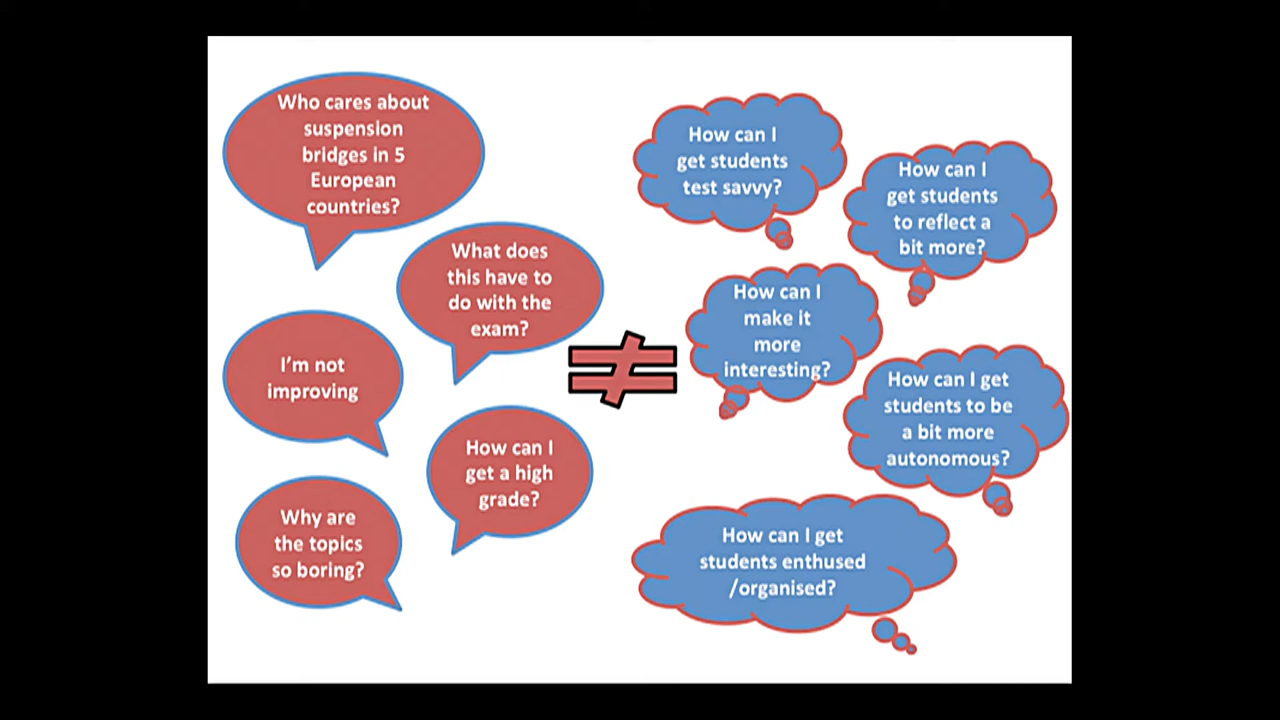 Who cares about
suspension
bridges in 5
European
countries?
What does
this have to
do with the
exam?
I'm not
improving
How can I
get a high
grade?
Why are
the topics
so boring?
≠
How can I
get students
test savvy?
How can I
get students
to reflect a
bit more?
How can I
make it
more
interesting?
How can I get
students to be
a bit more
autonomous?
How can I get
students enthused
/organised?